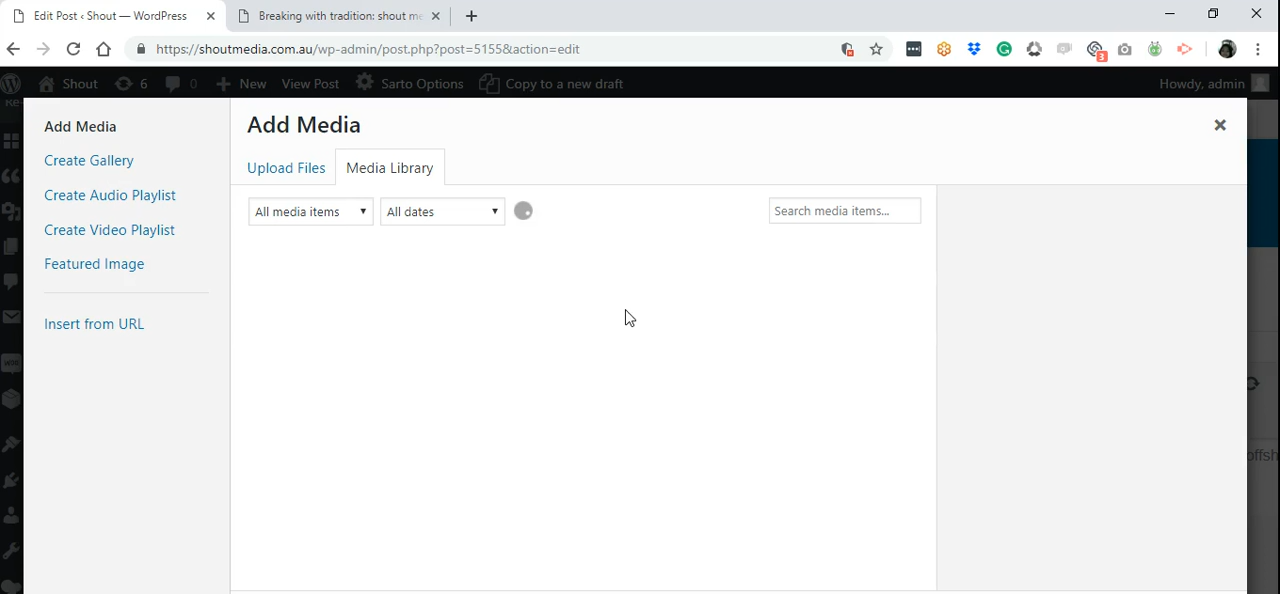 Edit Post ‹ Shout — WordPress
Breaking with tradition: shout me
https://shoutmedia.com.au/wp-admin/post.php?post=5155&action=edit
3
Shout 6 0 New View Post Sarto Options Copy to a new draft Howdy, admin
Add Media
Create Gallery
Create Audio Playlist
Create Video Playlist
Featured Image
Insert from URL
Add Media
Upload Files Media Library
All media items All dates Search media items...
offsh